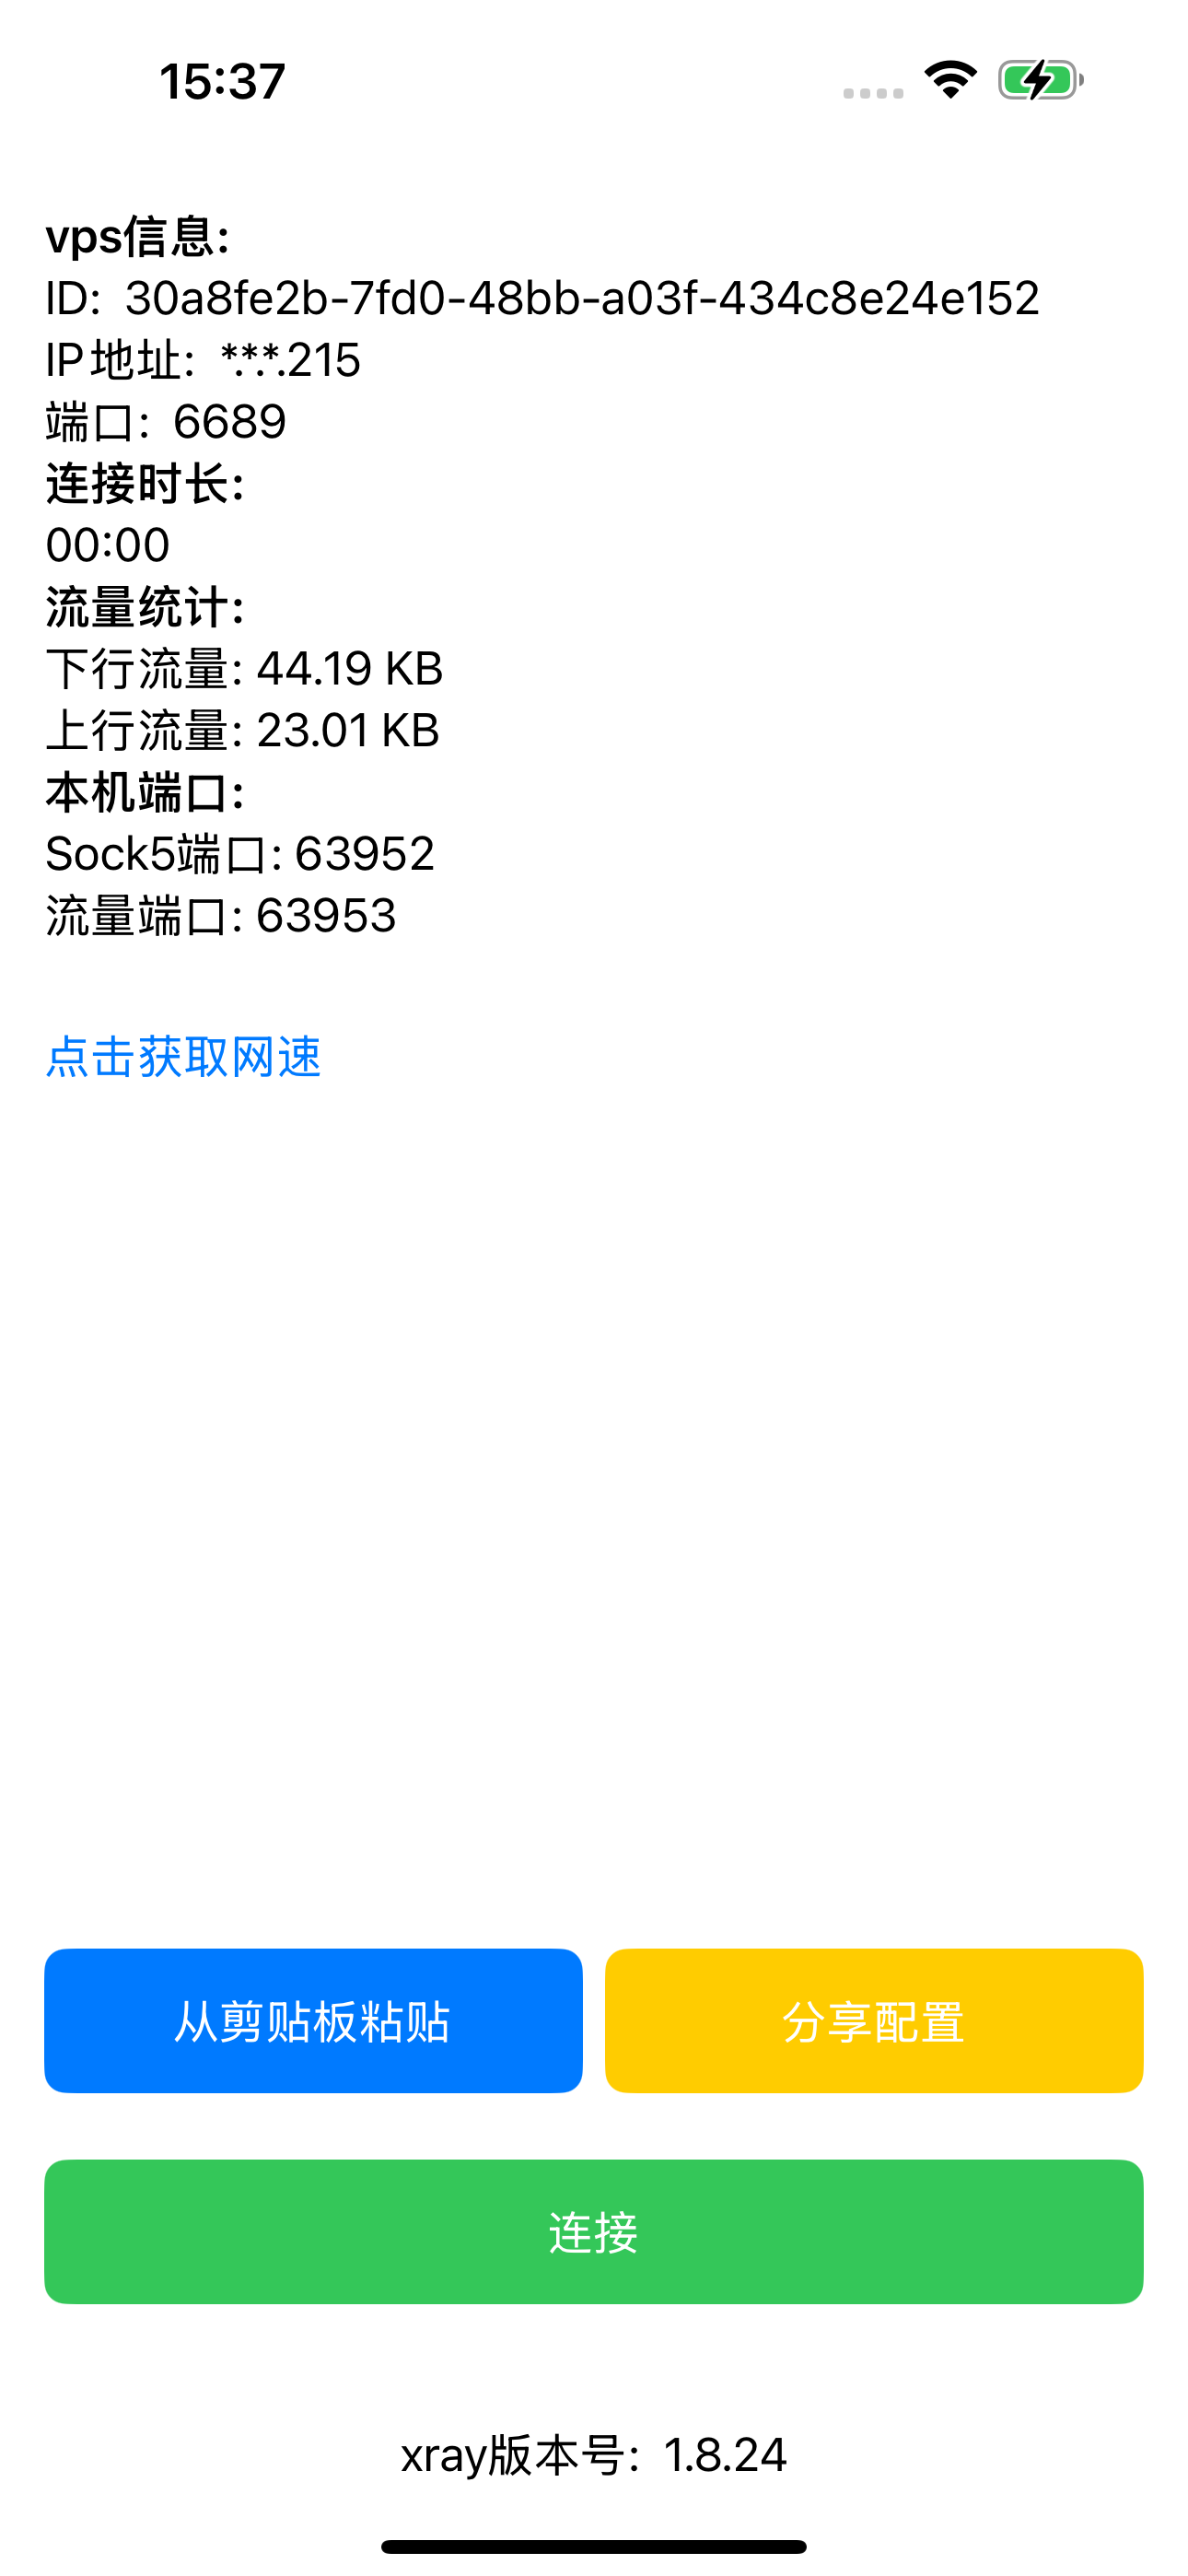 15:37
vps信息:
ID: 30a8fe2b-7fd0-48bb-a03f-434c8e24e152
IP地址: *.*.*.215
端口: 6689
连接时长:
00:00
流量统计:
下行流量: 44.19 KB
上行流量: 23.01 KB
本机端口:
Sock5端口: 63952
流量端口: 63953
点击获取网速
从剪贴板粘贴
分享配置
连接
xray版本号: 1.8.24